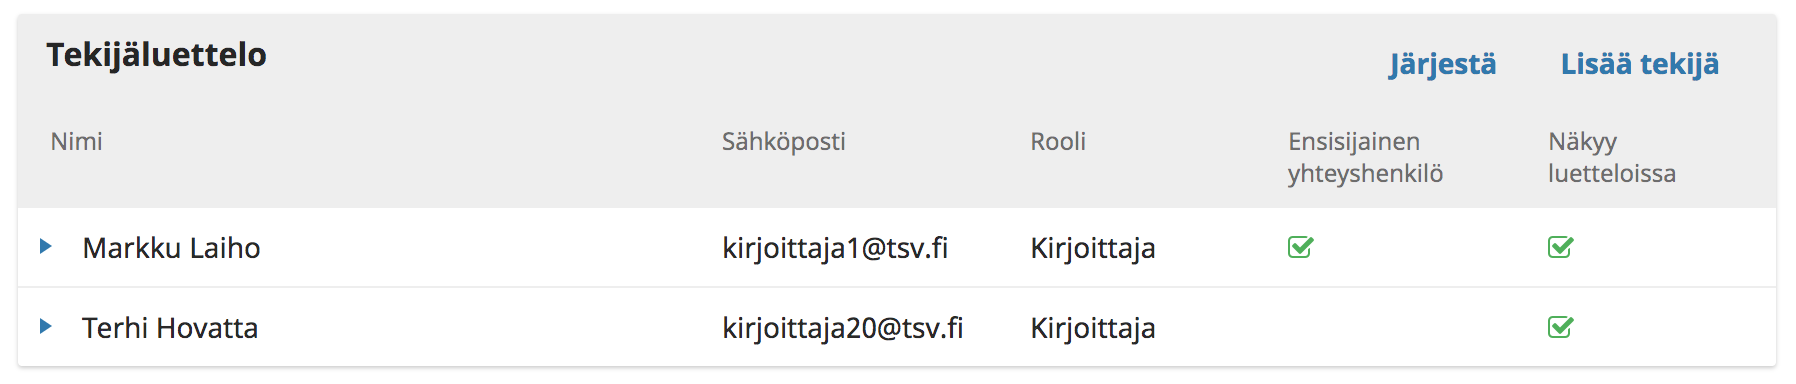 Tekijäluettelo
Järjestä Lisää tekijä
Nimi Sähköposti Rooli Ensisijainen yhteyshenkilö Näkyy luetteloissa
Markku Laiho kirjoittaja1@tsv.fi Kirjoittaja
Terhi Hovatta kirjoittaja20@tsv.fi Kirjoittaja